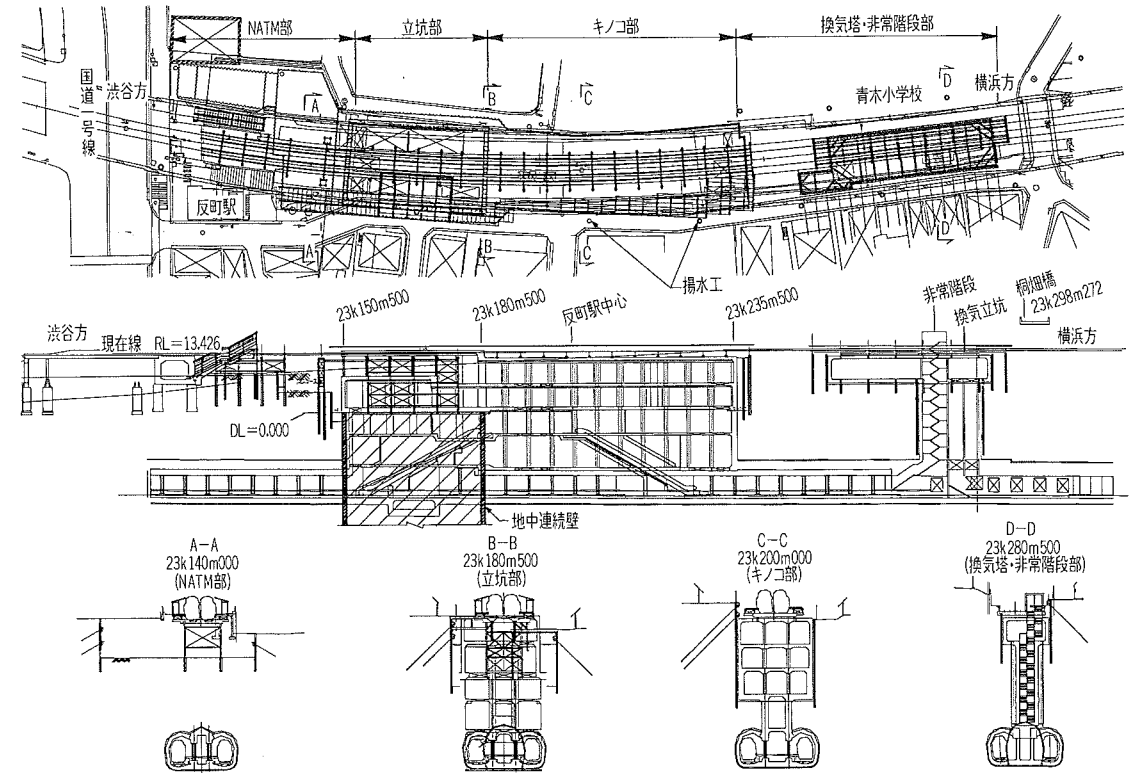 NATM部
立坑部
キノコ部
換気塔・非常階段部
国道一号線
渋谷方
A
B
C
青木小学校
D
横浜方
反町駅
A
B
C
D
揚水工
23k150m500
23k180m500
反町駅中心
23k235m500
非常階段
換気立坑
桐畑橋
23k298m272
渋谷方
現在線 RL=13.426
横浜方
DL=0.000
地中連続壁
A-A
23k140m000
(NATM部)
B-B
23k180m500
(立坑部)
C-C
23k200m000
(キノコ部)
D-D
23k280m500
(換気塔・非常階段部)